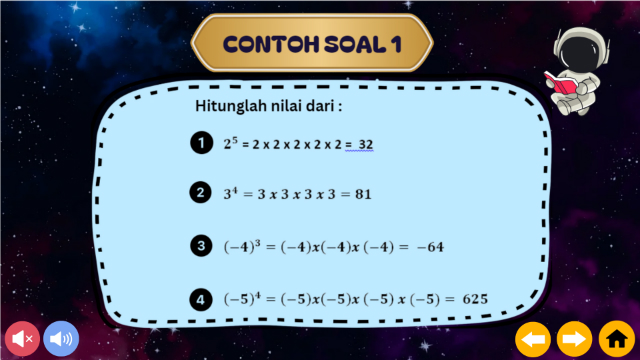 CONTOH SOAL 1
Hitunglah nilai dari :
1 2⁵ = 2 x 2 x 2 x 2 x 2 = 32
2 3⁴ = 3 x 3 x 3 x 3 = 81
3 (−4)³ = (−4)x(−4)x (−4) = −64
4 (−5)⁴ = (−5)x(−5)x (−5) x (−5) = 625